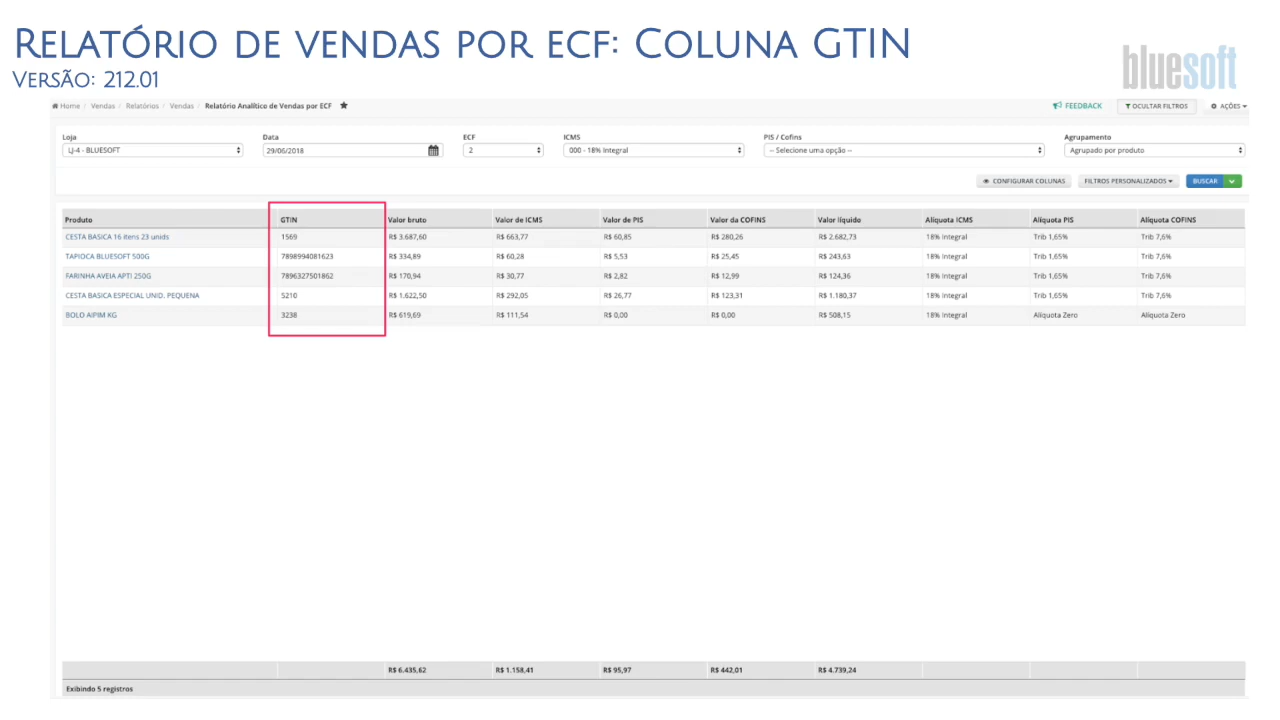 Relatório de vendas por ecf: Coluna GTIN
Versão: 212.01
bluesoft
Home / Vendas / Relatórios / Vendas / Relatório Analítico de Vendas por ECF
FEEDBACK
OCULTAR FILTROS
AÇÕES
Loja Data ECF ICMS PIS / Cofins Agrupamento
LJ-4 - BLUESOFT 29/06/2018 2 000 - 18% Integral -- Selecione uma opção -- Agrupado por produto
CONFIGURAR COLUNAS FILTROS PERSONALIZADOS BUSCAR
Produto GTIN Valor bruto Valor de ICMS Valor de PIS Valor da COFINS Valor líquido Alíquota ICMS Alíquota PIS Alíquota COFINS
CESTA BASICA 16 itens 23 unids 1569 R$ 3.687,60 R$ 663,77 R$ 60,85 R$ 280,26 R$ 2.682,73 18% Integral Trib 1,65% Trib 7,6%
TAPIOCA BLUESOFT 500G 7898994081623 R$ 334,89 R$ 60,28 R$ 5,53 R$ 25,45 R$ 243,63 18% Integral Trib 1,65% Trib 7,6%
FARINHA AVEIA APTI 250G 7896327501862 R$ 170,94 R$ 30,77 R$ 2,82 R$ 12,99 R$ 124,36 18% Integral Trib 1,65% Trib 7,6%
CESTA BASICA ESPECIAL UNID. PEQUENA 5210 R$ 1.622,50 R$ 292,05 R$ 26,77 R$ 123,31 R$ 1.180,37 18% Integral Trib 1,65% Trib 7,6%
BOLO AIPIM KG 3238 R$ 619,69 R$ 111,54 R$ 0,00 R$ 0,00 R$ 508,15 18% Integral Alíquota Zero Alíquota Zero
R$ 6.435,62 R$ 1.158,41 R$ 95,97 R$ 442,01 R$ 4.739,24
Exibindo 5 registros